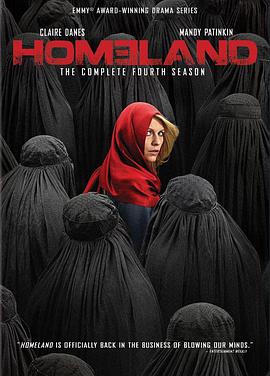 EMMY® AWARD-WINNING DRAMA SERIES
CLAIRE DANES MANDY PATINKIN
HOMELAND
THE COMPLETE FOURTH SEASON
"HOMELAND IS OFFICIALLY BACK IN THE BUSINESS OF BLOWING OUR MINDS."
– ENTERTAINMENT WEEKLY